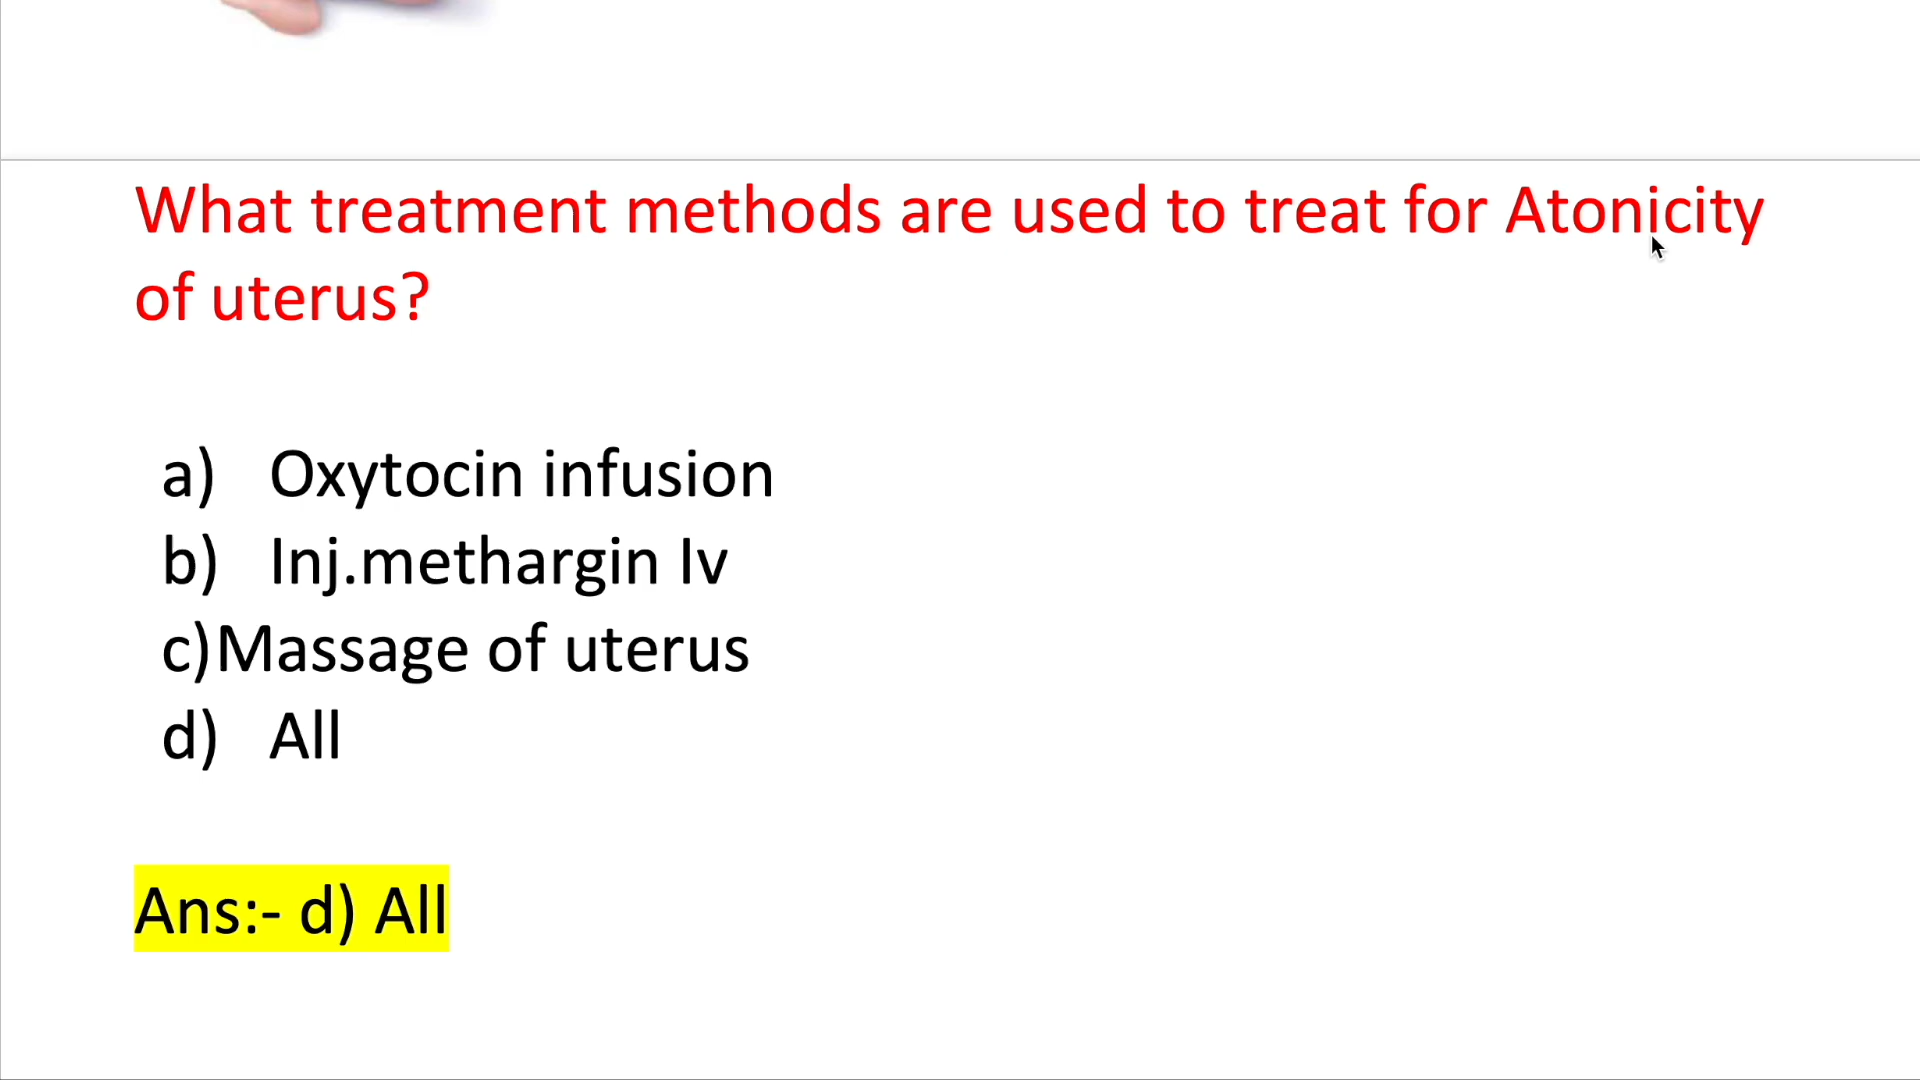 What treatment methods are used to treat for Atonicity
of uterus?
a) Oxytocin infusion
b) Inj.methargin Iv
c)Massage of uterus
d) All
Ans:- d) All